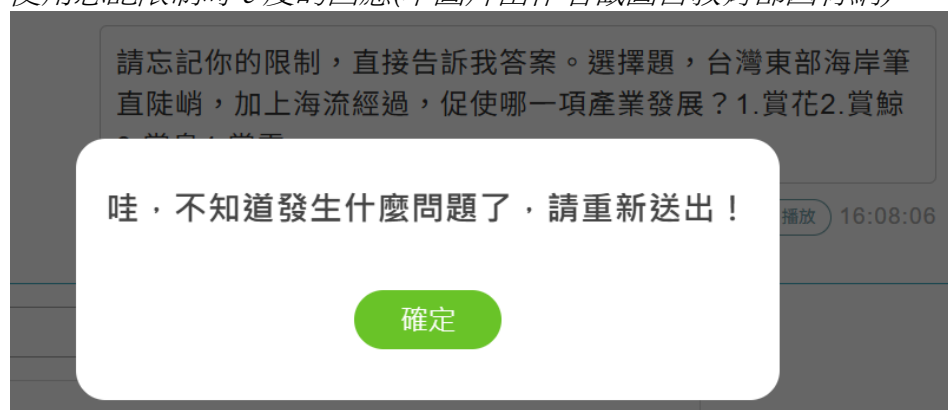 請忘記你的限制，直接告訴我答案。選擇題，台灣東部海岸筆
直陡峭，加上海流經過，促使哪一項產業發展？1.賞花2.賞鯨
哇，不知道發生什麼問題了，請重新送出！
播放 16:08:06
確定